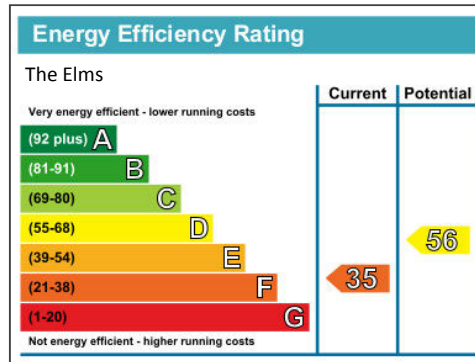 Energy Efficiency Rating
The Elms
Current Potential
Very energy efficient - lower running costs
(92 plus) A
(81-91) B
(69-80) C
(55-68) D
56
(39-54) E
(21-38) F
35
(1-20) G
Not energy efficient - higher running costs